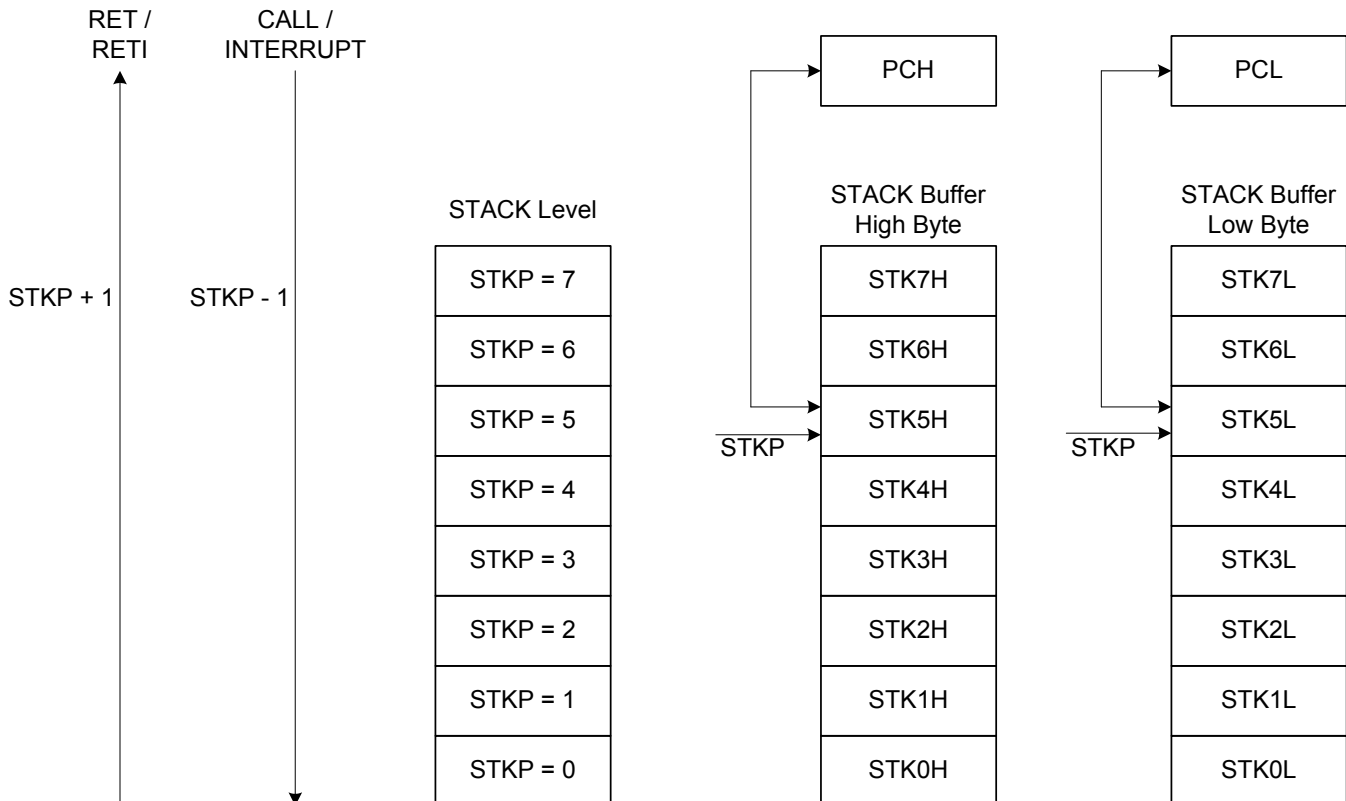 RET /
RETI
CALL /
INTERRUPT
PCH
PCL
STACK Level
STACK Buffer
High Byte
STACK Buffer
Low Byte
STKP + 1
STKP - 1
STKP = 7
STK7H
STK7L
STKP = 6
STK6H
STK6L
STKP = 5
STK5H
STK5L
STKP
STKP
STKP = 4
STK4H
STK4L
STKP = 3
STK3H
STK3L
STKP = 2
STK2H
STK2L
STKP = 1
STK1H
STK1L
STKP = 0
STK0H
STK0L